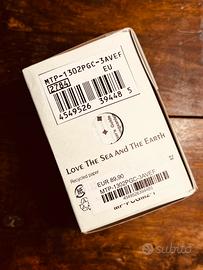 MTP-1302PGC-3AVEF
2784
EU
4549526 39448 5
LOVE THE SEA AND THE EARTH
Recycled paper
EUR 89.90
MTP-1302PGC-3AVEF
subito